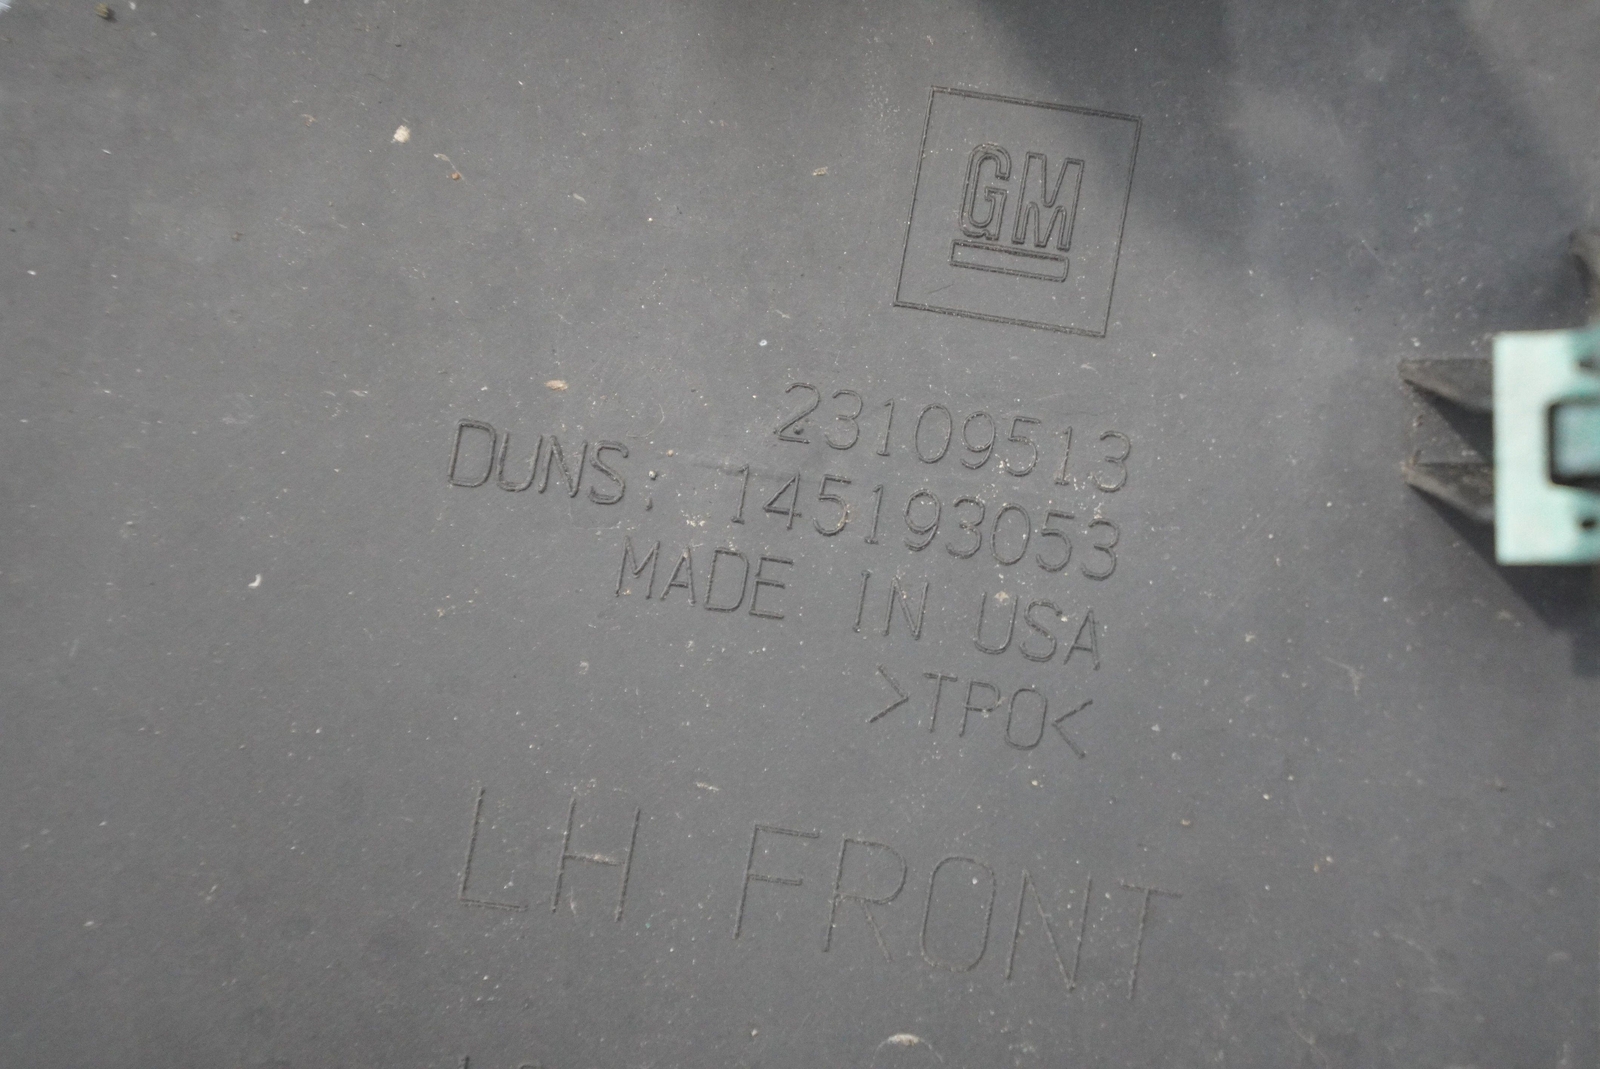 GM
23109513
DUNS: 145193053
MADE IN USA
>TPO<
LH FRONT